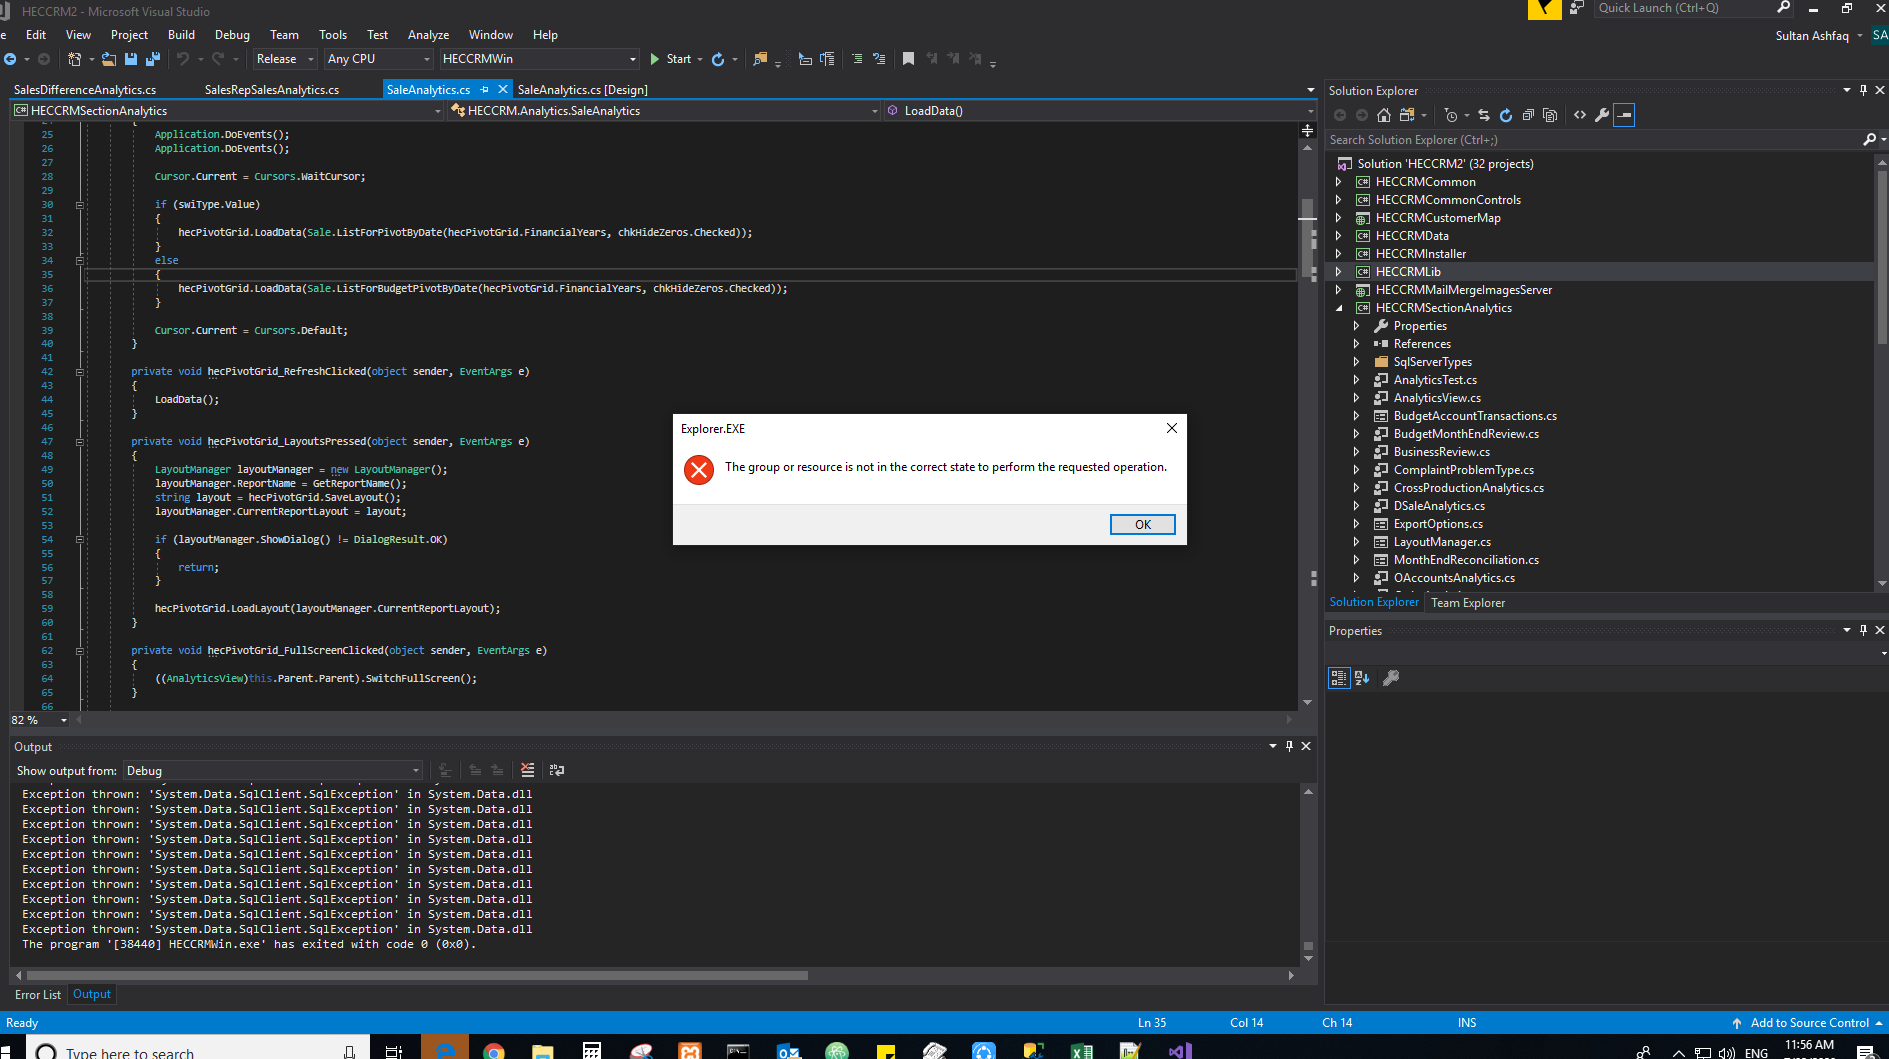 HECCRM2 - Microsoft Visual Studio
Quick Launch (Ctrl+Q)
Edit View Project Build Debug Team Tools Test Analyze Window Help
Sultan Ashfaq SA
Release Any CPU HECCRMWin Start
SalesDifferenceAnalytics.cs SalesRepSalesAnalytics.cs SaleAnalytics.cs SaleAnalytics.cs [Design]
HECCRMSectionAnalytics HECCRM.Analytics.SaleAnalytics LoadData()
25 Application.DoEvents();
26 Application.DoEvents();
27
28 Cursor.Current = Cursors.WaitCursor;
29
30 if (swiType.Value)
31 {
32 hecPivotGrid.LoadData(Sale.ListForPivotByDate(hecPivotGrid.FinancialYears, chkHideZeros.Checked));
33 }
34 else
35 {
36 hecPivotGrid.LoadData(Sale.ListForBudgetPivotByDate(hecPivotGrid.FinancialYears, chkHideZeros.Checked));
37 }
38
39 Cursor.Current = Cursors.Default;
40 }
41
42 private void hecPivotGrid_RefreshClicked(object sender, EventArgs e)
43 {
44 LoadData();
45 }
46
47 private void hecPivotGrid_LayoutsPressed(object sender, EventArgs e)
48 {
49 LayoutManager layoutManager = new LayoutManager();
50 layoutManager.ReportName = GetReportName();
51 string layout = hecPivotGrid.SaveLayout();
52 layoutManager.CurrentReportLayout = layout;
53
54 if (layoutManager.ShowDialog() != DialogResult.OK)
55 {
56 return;
57 }
58
59 hecPivotGrid.LoadLayout(layoutManager.CurrentReportLayout);
60 }
61
62 private void hecPivotGrid_FullScreenClicked(object sender, EventArgs e)
63 {
64 ((AnalyticsView)this.Parent.Parent).SwitchFullScreen();
65 }
66
82 %
Explorer.EXE
The group or resource is not in the correct state to perform the requested operation.
OK
Output
Show output from: Debug
Exception thrown: 'System.Data.SqlClient.SqlException' in System.Data.dll
Exception thrown: 'System.Data.SqlClient.SqlException' in System.Data.dll
Exception thrown: 'System.Data.SqlClient.SqlException' in System.Data.dll
Exception thrown: 'System.Data.SqlClient.SqlException' in System.Data.dll
Exception thrown: 'System.Data.SqlClient.SqlException' in System.Data.dll
Exception thrown: 'System.Data.SqlClient.SqlException' in System.Data.dll
Exception thrown: 'System.Data.SqlClient.SqlException' in System.Data.dll
Exception thrown: 'System.Data.SqlClient.SqlException' in System.Data.dll
Exception thrown: 'System.Data.SqlClient.SqlException' in System.Data.dll
Exception thrown: 'System.Data.SqlClient.SqlException' in System.Data.dll
The program '[38440] HECCRMWin.exe' has exited with code 0 (0x0).
Error List Output
Solution Explorer
Search Solution Explorer (Ctrl+;)
Solution 'HECCRM2' (32 projects)
HECCRMCommon
HECCRMCommonControls
HECCRMCustomerMap
HECCRMData
HECCRMInstaller
HECCRMLib
HECCRMMailMergeImagesServer
HECCRMSectionAnalytics
Properties
References
SqlServerTypes
AnalyticsTest.cs
AnalyticsView.cs
BudgetAccountTransactions.cs
BudgetMonthEndReview.cs
BusinessReview.cs
ComplaintProblemType.cs
CrossProductionAnalytics.cs
DSaleAnalytics.cs
ExportOptions.cs
LayoutManager.cs
MonthEndReconciliation.cs
OAccountsAnalytics.cs
Solution Explorer Team Explorer
Properties
Ready Ln 35 Col 14 Ch 14 INS Add to Source Control
Type here to search
ENG 11:56 AM